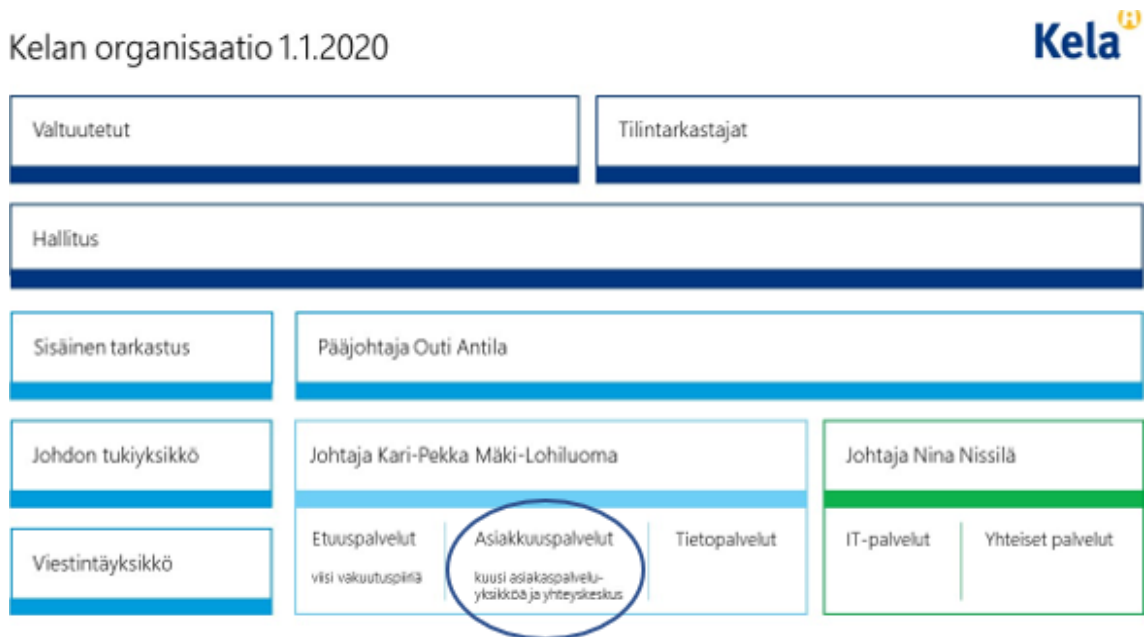 Kelan organisaatio 1.1.2020
Kela
Valtuutetut
Tilintarkastajat
Hallitus
Sisäinen tarkastus
Pääjohtaja Outi Antila
Johdon tukiyksikkö
Johtaja Kari-Pekka Mäki-Lohiluoma
Johtaja Nina Nissilä
Viestintäyksikkö
Etuuspalvelut
viisi vakuutuspiiriä
Asiakkuuspalvelut
kuusi asiakaspalvelu-
yksikköä ja yhteyskeskus
Tietopalvelut
IT-palvelut
Yhteiset palvelut